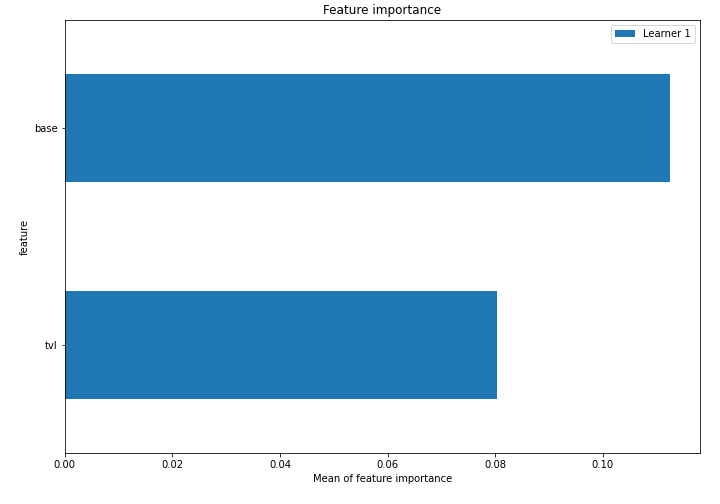 Feature importance
Learner 1
base
feature
tvl
0.00 0.02 0.04 0.06 0.08 0.10
Mean of feature importance